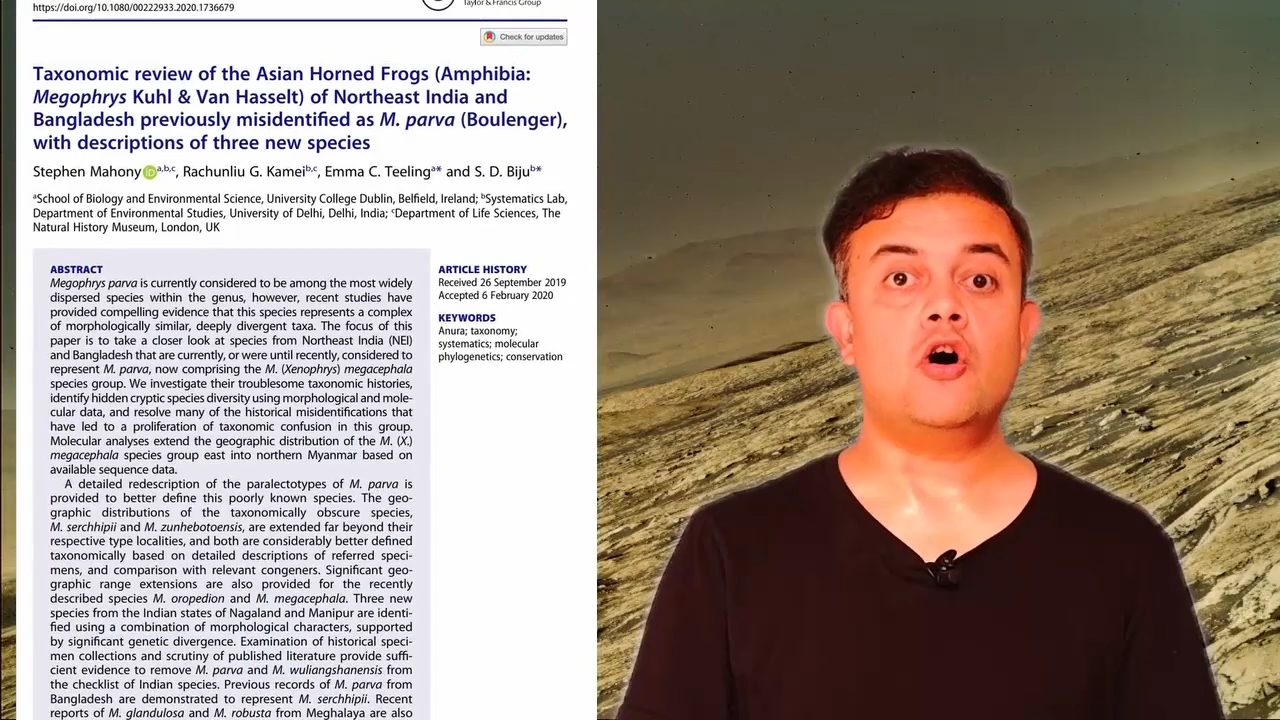 https://doi.org/10.1080/00222933.2020.1736679
Taylor & Francis Group
Check for updates
Taxonomic review of the Asian Horned Frogs (Amphibia:
Megophrys Kuhl & Van Hasselt) of Northeast India and
Bangladesh previously misidentified as M. parva (Boulenger),
with descriptions of three new species
Stephen Mahony iD a,b,c, Rachunliu G. Kamei b,c, Emma C. Teeling a* and S. D. Biju b*
aSchool of Biology and Environmental Science, University College Dublin, Belfield, Ireland; bSystematics Lab,
Department of Environmental Studies, University of Delhi, Delhi, India; cDepartment of Life Sciences, The
Natural History Museum, London, UK
ABSTRACT
Megophrys parva is currently considered to be among the most widely
dispersed species within the genus, however, recent studies have
provided compelling evidence that this species represents a complex
of morphologically similar, deeply divergent taxa. The focus of this
paper is to take a closer look at species from Northeast India (NEI)
and Bangladesh that are currently, or were until recently, considered to
represent M. parva, now comprising the M. (Xenophrys) megacephala
species group. We investigate their troublesome taxonomic histories,
identify hidden cryptic species diversity using morphological and mole-
cular data, and resolve many of the historical misidentifications that
have led to a proliferation of taxonomic confusion in this group.
Molecular analyses extend the geographic distribution of the M. (X.)
megacephala species group east into northern Myanmar based on
available sequence data.
A detailed redescription of the paralectotypes of M. parva is
provided to better define this poorly known species. The geo-
graphic distributions of the taxonomically obscure species,
M. serchhipii and M. zunhebotoensis, are extended far beyond their
respective type localities, and both are considerably better defined
taxonomically based on detailed descriptions of referred speci-
mens, and comparison with relevant congeners. Significant geo-
graphic range extensions are also provided for the recently
described species M. oropedion and M. megacephala. Three new
species from the Indian states of Nagaland and Manipur are identi-
fied using a combination of morphological characters, supported
by significant genetic divergence. Examination of historical speci-
men collections and scrutiny of published literature provide suffi-
cient evidence to remove M. parva and M. wuliangshanensis from
the checklist of Indian species. Previous records of M. parva from
Bangladesh are demonstrated to represent M. serchhipii. Recent
reports of M. glandulosa and M. robusta from Meghalaya are also
ARTICLE HISTORY
Received 26 September 2019
Accepted 6 February 2020
KEYWORDS
Anura; taxonomy;
systematics; molecular
phylogenetics; conservation